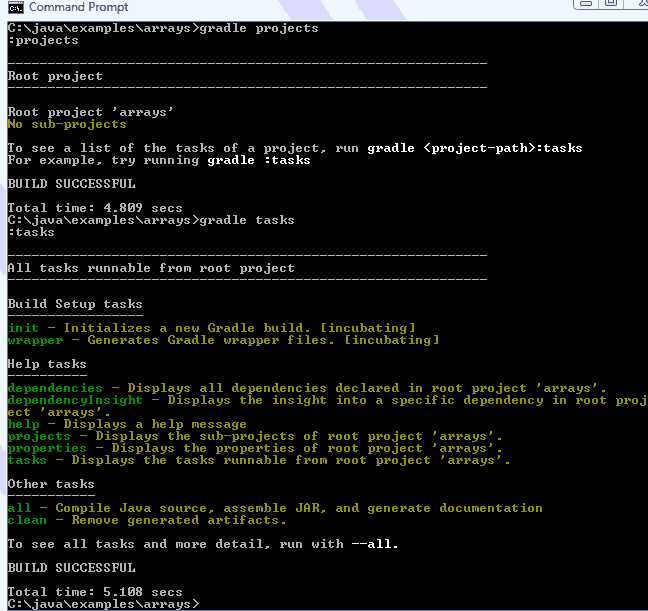 Command Prompt
C:\java\examples\arrays>gradle projects
:projects
------------------------------------------------------------
Root project
------------------------------------------------------------
Root project 'arrays'
No sub-projects
To see a list of the tasks of a project, run gradle <project-path>:tasks
For example, try running gradle :tasks
BUILD SUCCESSFUL
Total time: 4.809 secs
C:\java\examples\arrays>gradle tasks
:tasks
------------------------------------------------------------
All tasks runnable from root project
------------------------------------------------------------
Build Setup tasks
-----------------
init - Initializes a new Gradle build. [incubating]
wrapper - Generates Gradle wrapper files. [incubating]
Help tasks
----------
dependencies - Displays all dependencies declared in root project 'arrays'.
dependencyInsight - Displays the insight into a specific dependency in root proj
ect 'arrays'.
help - Displays a help message
projects - Displays the sub-projects of root project 'arrays'.
properties - Displays the properties of root project 'arrays'.
tasks - Displays the tasks runnable from root project 'arrays'.
Other tasks
-----------
all - Compile Java source, assemble JAR, and generate documentation
clean - Remove generated artifacts.
To see all tasks and more detail, run with --all.
BUILD SUCCESSFUL
Total time: 5.108 secs
C:\java\examples\arrays>